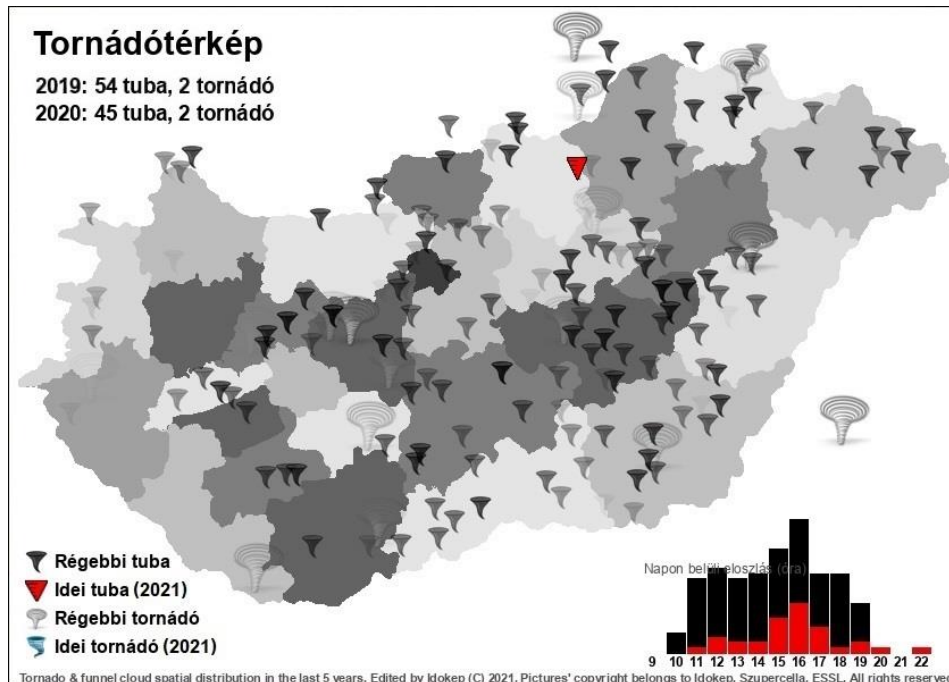 Tornádótérkép
2019: 54 tuba, 2 tornádó
2020: 45 tuba, 2 tornádó
Régebbi tuba
Idei tuba (2021)
Régebbi tornádó
Idei tornádó (2021)
Napon belüli eloszlás (óra)
9 10 11 12 13 14 15 16 17 18 19 20 21 22
Tornado & funnel cloud spatial distribution in the last 5 years. Edited by Idokep (C) 2021. Pictures' copyright belongs to Idokep, Szupercella, ESSL. All rights reserve